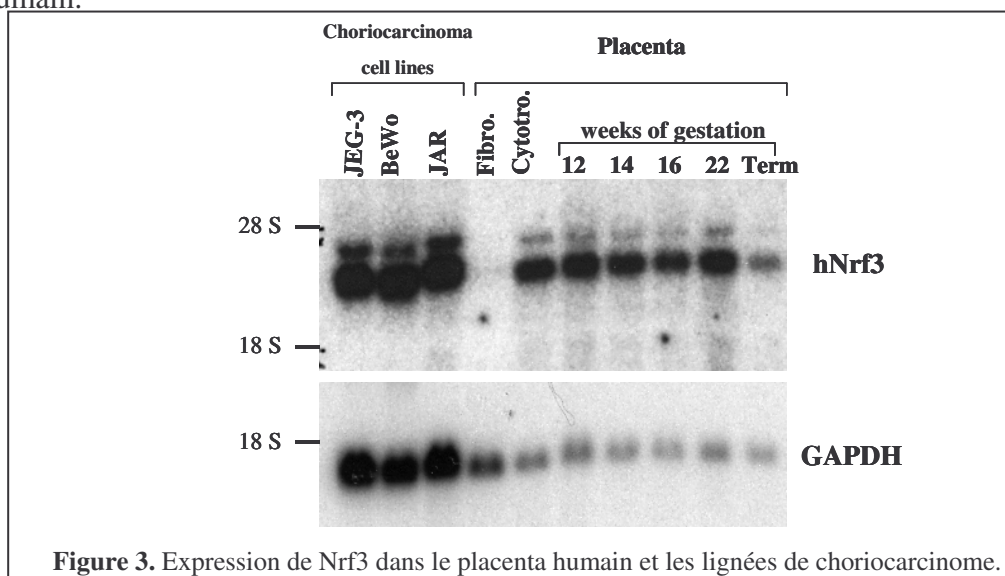 Choriocarcinoma
cell lines
Placenta
JEG-3
BeWo
JAR
Fibro.
Cytotro.
weeks of gestation
12 14 16 22 Term
28 S
hNrf3
18 S
18 S
GAPDH
Figure 3. Expression de Nrf3 dans le placenta humain et les lignées de choriocarcinome.